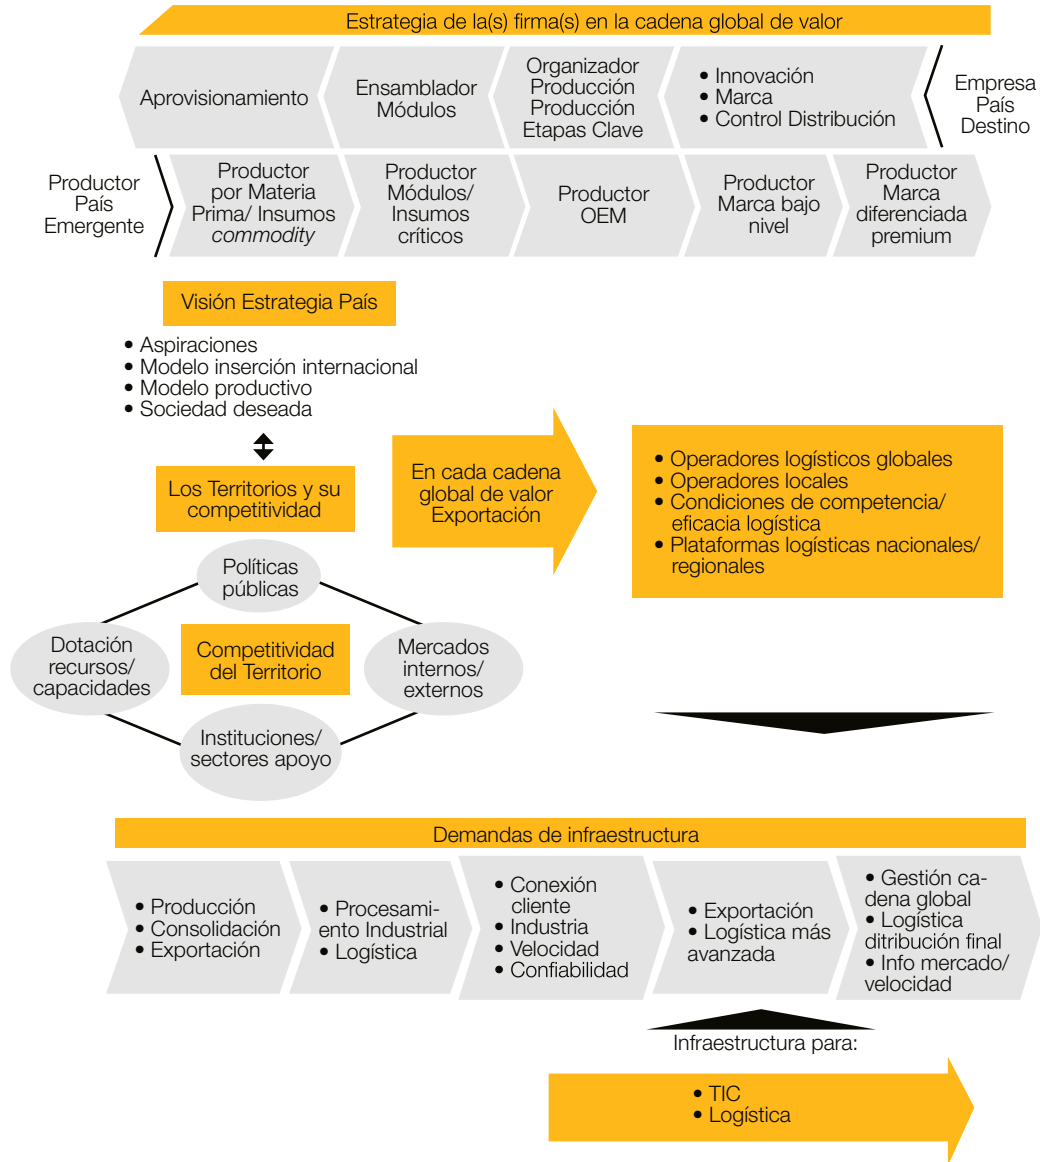 Estrategia de la(s) firma(s) en la cadena global de valor
Aprovisionamiento
Ensamblador
Módulos
Organizador
Producción
Producción
Etapas Clave
• Innovación
• Marca
• Control Distribución
Empresa
País
Destino
Productor
País
Emergente
Productor
por Materia
Prima/ Insumos
commodity
Productor
Módulos/
Insumos
críticos
Productor
OEM
Productor
Marca bajo
nivel
Productor
Marca
diferenciada
premium
Visión Estrategia País
• Aspiraciones
• Modelo inserción internacional
• Modelo productivo
• Sociedad deseada
Los Territorios y su
competitividad
En cada cadena
global de valor
Exportación
• Operadores logísticos globales
• Operadores locales
• Condiciones de competencia/
eficacia logística
• Plataformas logísticas nacionales/
regionales
Políticas
públicas
Dotación
recursos/
capacidades
Competitividad
del Territorio
Mercados
internos/
externos
Instituciones/
sectores apoyo
Demandas de infraestructura
• Producción
• Consolidación
• Exportación
• Procesami-
ento Industrial
• Logística
• Conexión
cliente
• Industria
• Velocidad
• Confiabilidad
• Exportación
• Logística más
avanzada
• Gestión ca-
dena global
• Logística
ditribución final
• Info mercado/
velocidad
Infraestructura para:
• TIC
• Logística